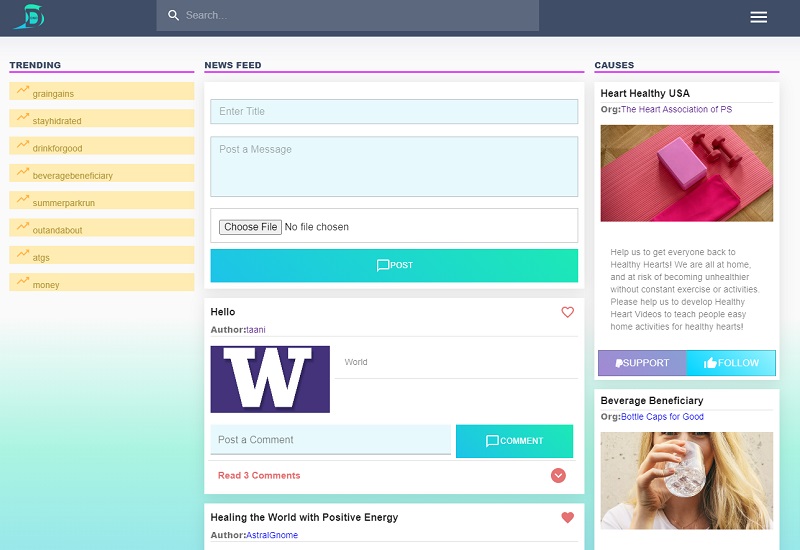 Search...
TRENDING
graingains
stayhidrated
drinkforgood
beveragebeneficiary
summerparkrun
outandabout
atgs
money
NEWS FEED
Enter Title
Post a Message
Choose File No file chosen
POST
Hello
Author:taani
W
World
Post a Comment
COMMENT
Read 3 Comments
Healing the World with Positive Energy
Author:AstralGnome
CAUSES
Heart Healthy USA
Org:The Heart Association of PS
Help us to get everyone back to
Healthy Hearts! We are all at home,
and at risk of becoming unhealthier
without constant exercise or activities.
Please help us to develop Healthy
Heart Videos to teach people easy
home activities for healthy hearts!
SUPPORT
FOLLOW
Beverage Beneficiary
Org:Bottle Caps for Good